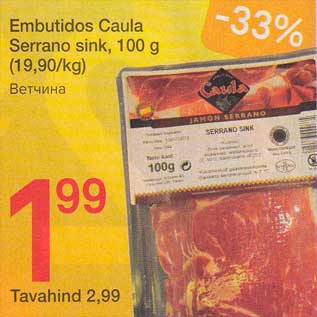 Embutidos Caula
Serrano sink, 100 g
(19,90/kg)
Ветчина
-33%
Caula
JAMÓN SERRANO
SERRANO SINK
100g
1 99
Tavahind 2,99